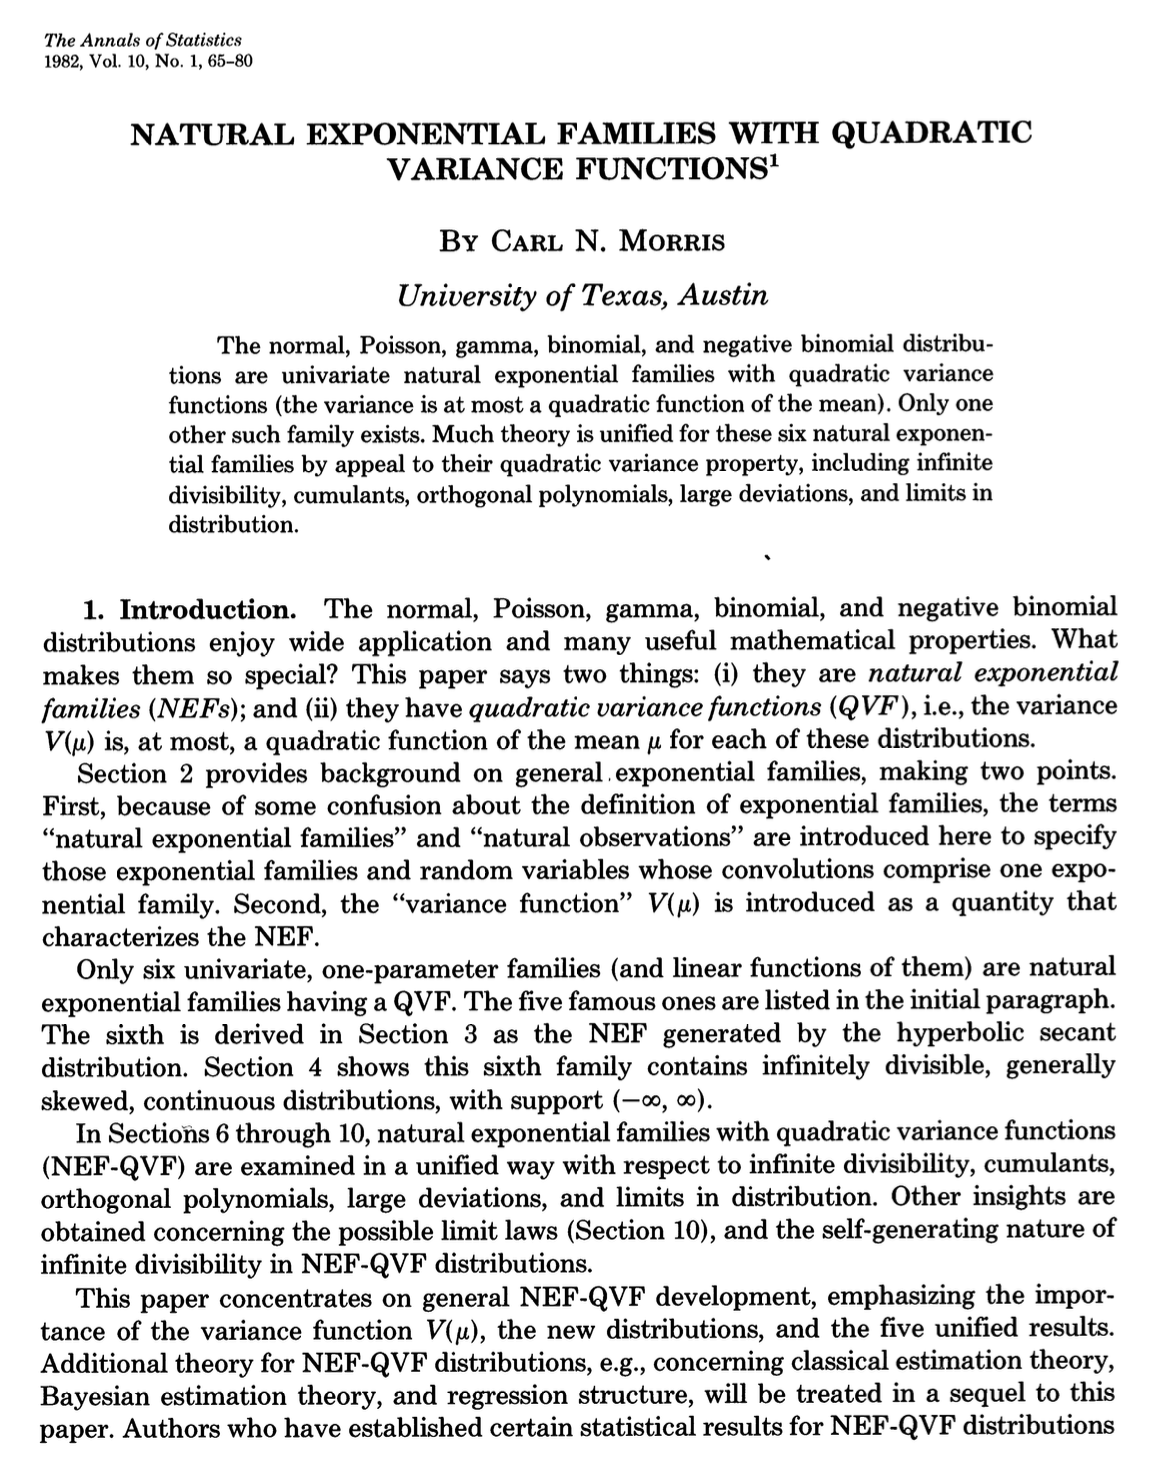 The Annals of Statistics
1982, Vol. 10, No. 1, 65–80
NATURAL EXPONENTIAL FAMILIES WITH QUADRATIC
VARIANCE FUNCTIONS¹
BY CARL N. MORRIS
University of Texas, Austin
The normal, Poisson, gamma, binomial, and negative binomial distribu-
tions are univariate natural exponential families with quadratic variance
functions (the variance is at most a quadratic function of the mean). Only one
other such family exists. Much theory is unified for these six natural exponen-
tial families by appeal to their quadratic variance property, including infinite
divisibility, cumulants, orthogonal polynomials, large deviations, and limits in
distribution.
1. Introduction. The normal, Poisson, gamma, binomial, and negative binomial
distributions enjoy wide application and many useful mathematical properties. What
makes them so special? This paper says two things: (i) they are natural exponential
families (NEFs); and (ii) they have quadratic variance functions (QVF), i.e., the variance
V(μ) is, at most, a quadratic function of the mean μ for each of these distributions.
Section 2 provides background on general exponential families, making two points.
First, because of some confusion about the definition of exponential families, the terms
“natural exponential families” and “natural observations” are introduced here to specify
those exponential families and random variables whose convolutions comprise one expo-
nential family. Second, the “variance function” V(μ) is introduced as a quantity that
characterizes the NEF.
Only six univariate, one-parameter families (and linear functions of them) are natural
exponential families having a QVF. The five famous ones are listed in the initial paragraph.
The sixth is derived in Section 3 as the NEF generated by the hyperbolic secant
distribution. Section 4 shows this sixth family contains infinitely divisible, generally
skewed, continuous distributions, with support (−∞, ∞).
In Sections 6 through 10, natural exponential families with quadratic variance functions
(NEF-QVF) are examined in a unified way with respect to infinite divisibility, cumulants,
orthogonal polynomials, large deviations, and limits in distribution. Other insights are
obtained concerning the possible limit laws (Section 10), and the self-generating nature of
infinite divisibility in NEF-QVF distributions.
This paper concentrates on general NEF-QVF development, emphasizing the impor-
tance of the variance function V(μ), the new distributions, and the five unified results.
Additional theory for NEF-QVF distributions, e.g., concerning classical estimation theory,
Bayesian estimation theory, and regression structure, will be treated in a sequel to this
paper. Authors who have established certain statistical results for NEF-QVF distributions